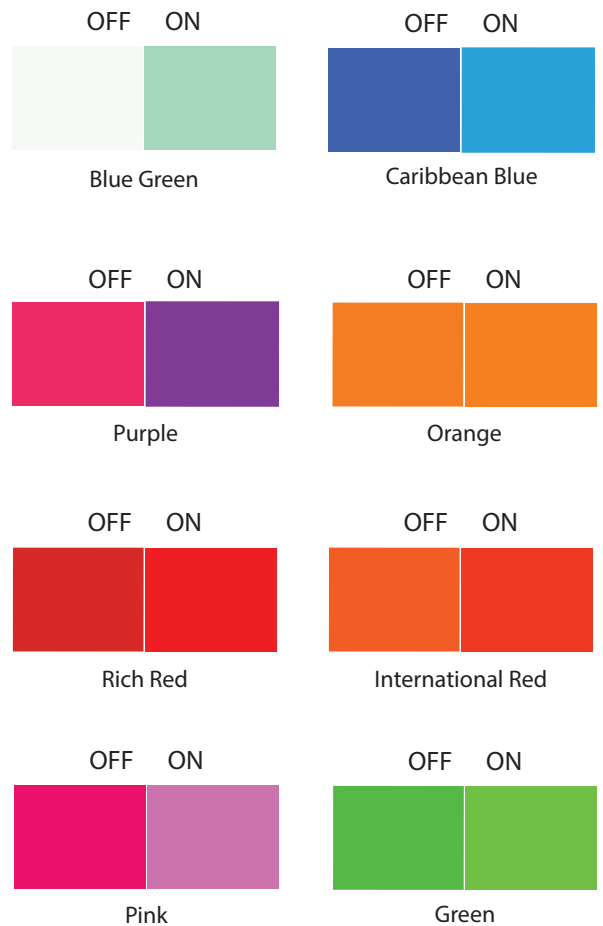 OFF ON
Blue Green
OFF ON
Caribbean Blue
OFF ON
Purple
OFF ON
Orange
OFF ON
Rich Red
OFF ON
International Red
OFF ON
Pink
OFF ON
Green